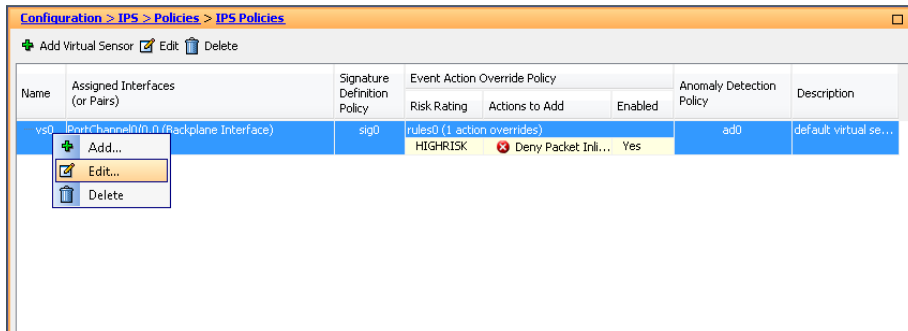 Configuration > IPS > Policies > IPS Policies
Add Virtual Sensor Edit Delete
Name
Assigned Interfaces
(or Pairs)
Signature
Definition
Policy
Event Action Override Policy
Risk Rating Actions to Add Enabled
Anomaly Detection
Policy
Description
vs0 PortChannel0/0.0 (Backplane Interface) sig0 rules0 (1 action overrides) ad0 default virtual se...
HIGHRISK Deny Packet Inli... Yes
Add...
Edit...
Delete